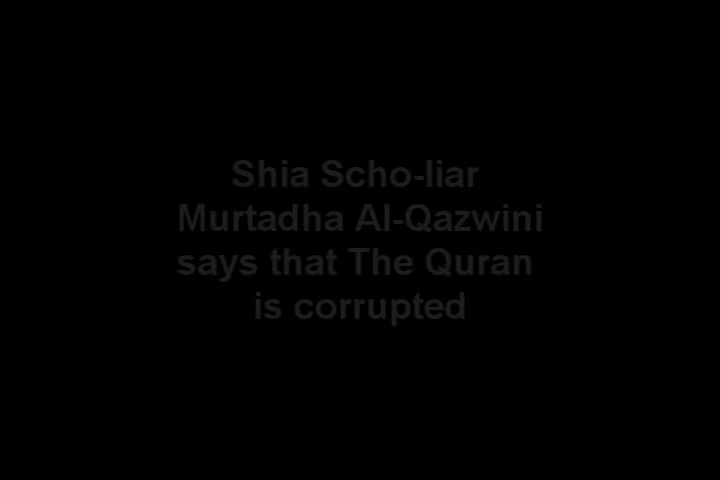 Shia Scho-liar
Murtadha Al-Qazwini
says that The Quran
is corrupted